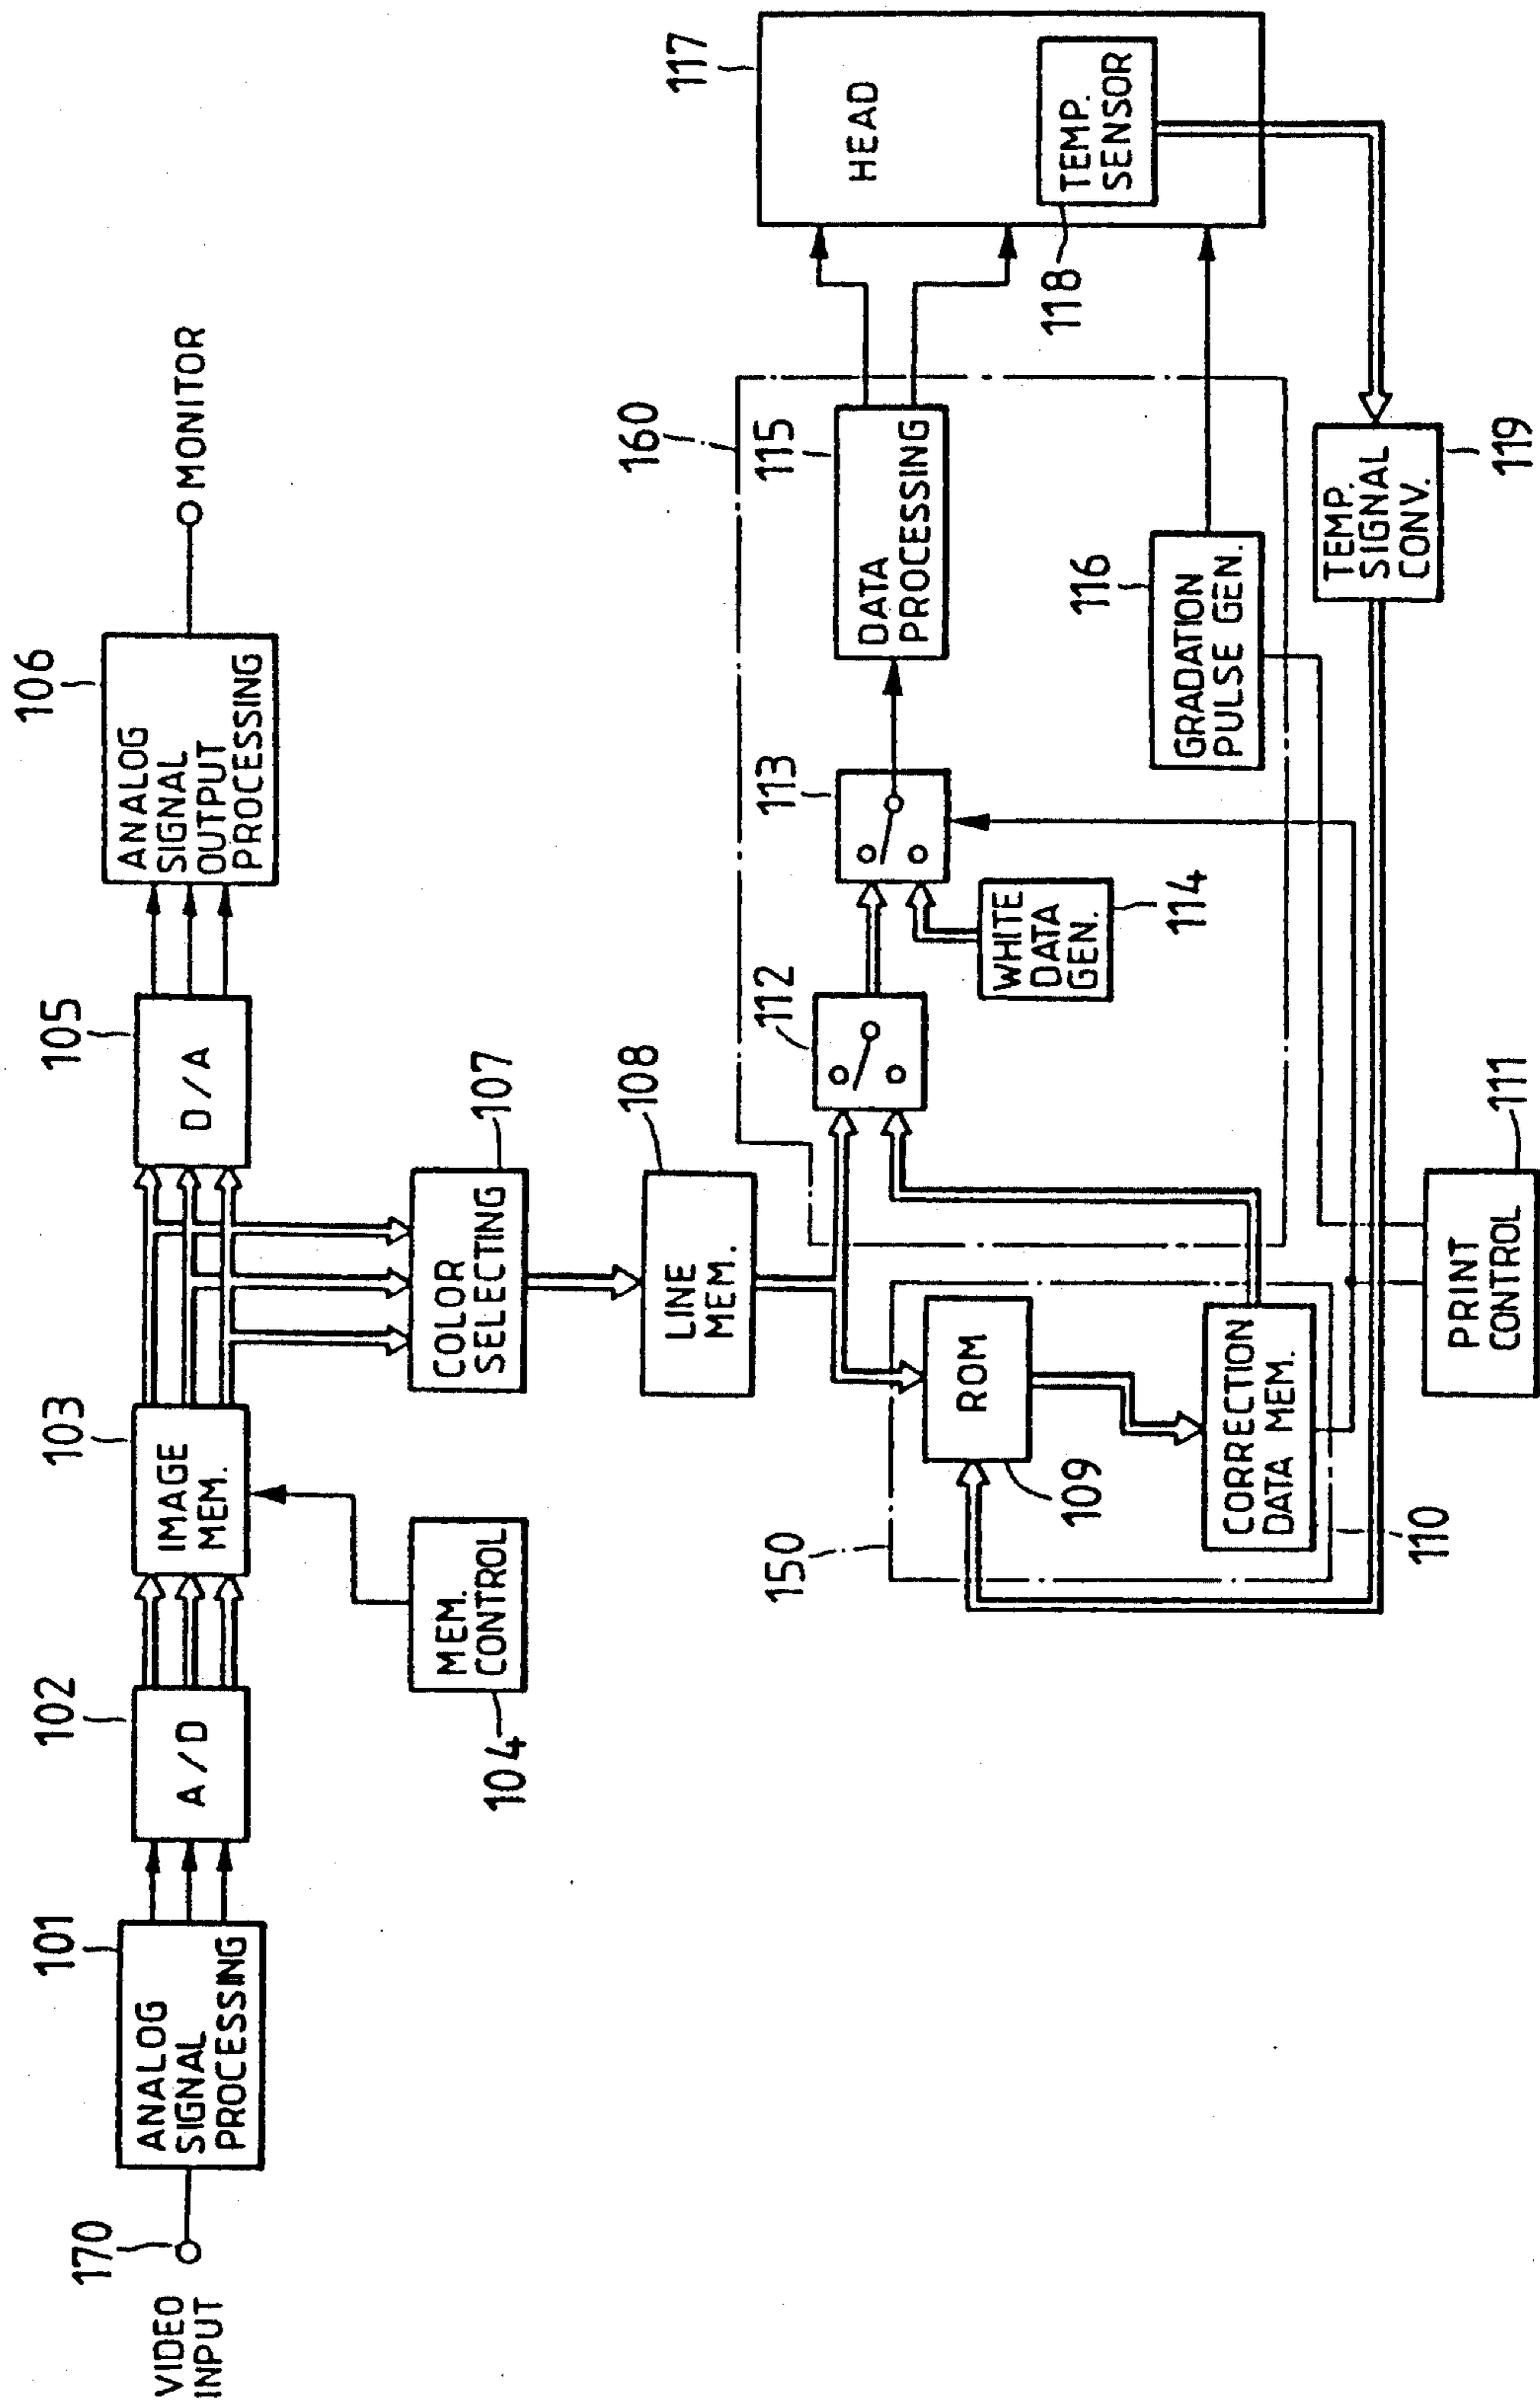 VIDEO
INPUT
170
101
ANALOG
SIGNAL
PROCESSING
102
A/D
103
IMAGE
MEM.
104
MEM.
CONTROL
105
D/A
106
ANALOG
SIGNAL
OUTPUT
PROCESSING
MONITOR
107
COLOR
SELECTING
108
LINE
MEM.
150
ROM
109
CORRECTION
DATA MEM.
110
160
112
113
WHITE
DATA
GEN.
114
115
DATA
PROCESSING
116
GRADATION
PULSE GEN.
117
HEAD
118
TEMP.
SENSOR
TEMP.
SIGNAL
CONV.
119
PRINT
CONTROL
111